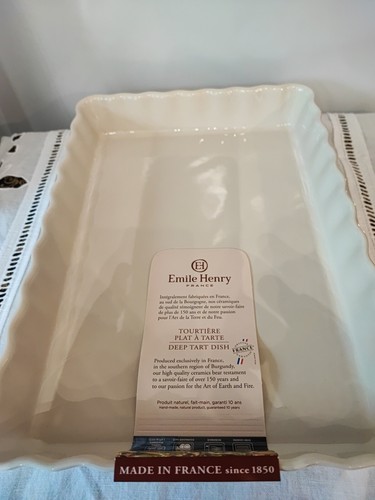 EH
Emile Henry
FRANCE
Intégralement fabriquées en France,
au sud de la Bourgogne, nos céramiques
de qualité témoignent de notre savoir-faire
de plus de 150 ans et de notre passion
pour l'Art de la Terre et du Feu.
TOURTIÈRE
PLAT À TARTE
DEEP TART DISH
FRANCE
Produced exclusively in France,
in the southern region of Burgundy,
our high quality ceramics bear testament
to a savoir-faire of over 150 years and
to our passion for the Art of Earth and Fire.
Produit naturel, fait-main, garanti 10 ans
hand-made, natural product, guaranteed 10 years
MADE IN FRANCE since 1850